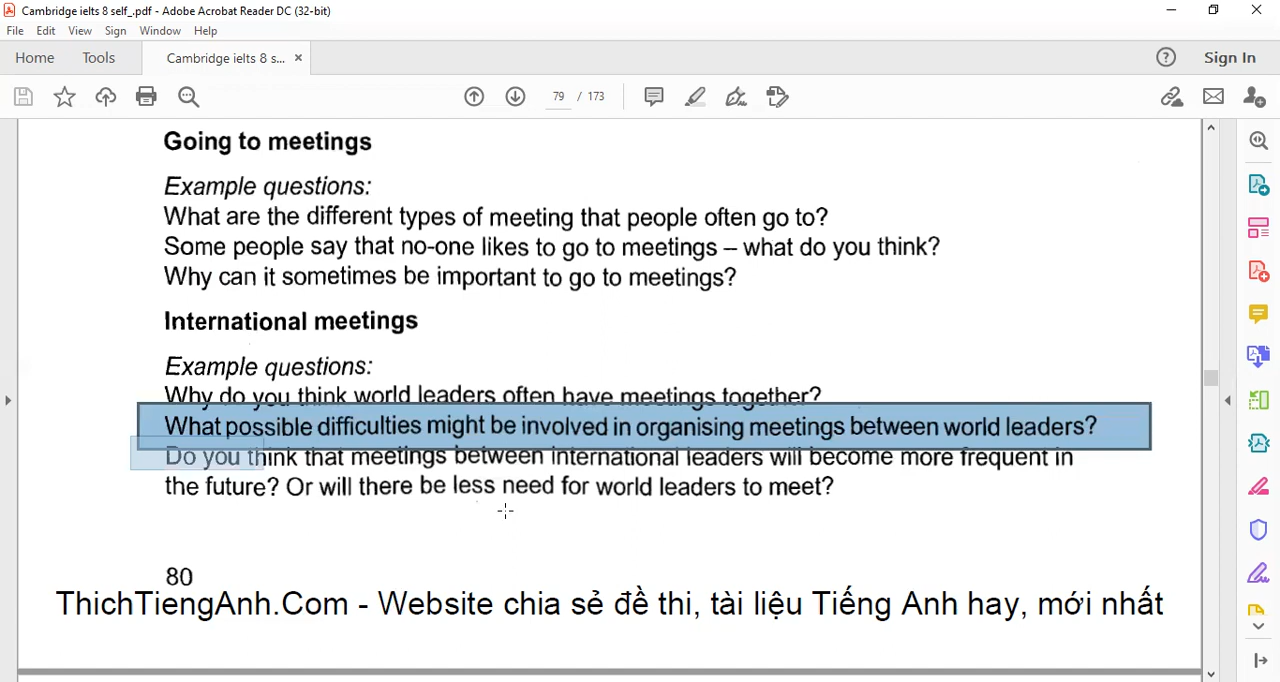 Cambridge ielts 8 self_.pdf - Adobe Acrobat Reader DC (32-bit)
File Edit View Sign Window Help
Home Tools Cambridge ielts 8 s... × Sign In
79 / 173
Going to meetings
Example questions:
What are the different types of meeting that people often go to?
Some people say that no-one likes to go to meetings – what do you think?
Why can it sometimes be important to go to meetings?
International meetings
Example questions:
Why do you think world leaders often have meetings together?
What possible difficulties might be involved in organising meetings between world leaders?
Do you think that meetings between international leaders will become more frequent in
the future? Or will there be less need for world leaders to meet?
80
ThichTiengAnh.Com - Website chia sẻ đề thi, tài liệu Tiếng Anh hay, mới nhất